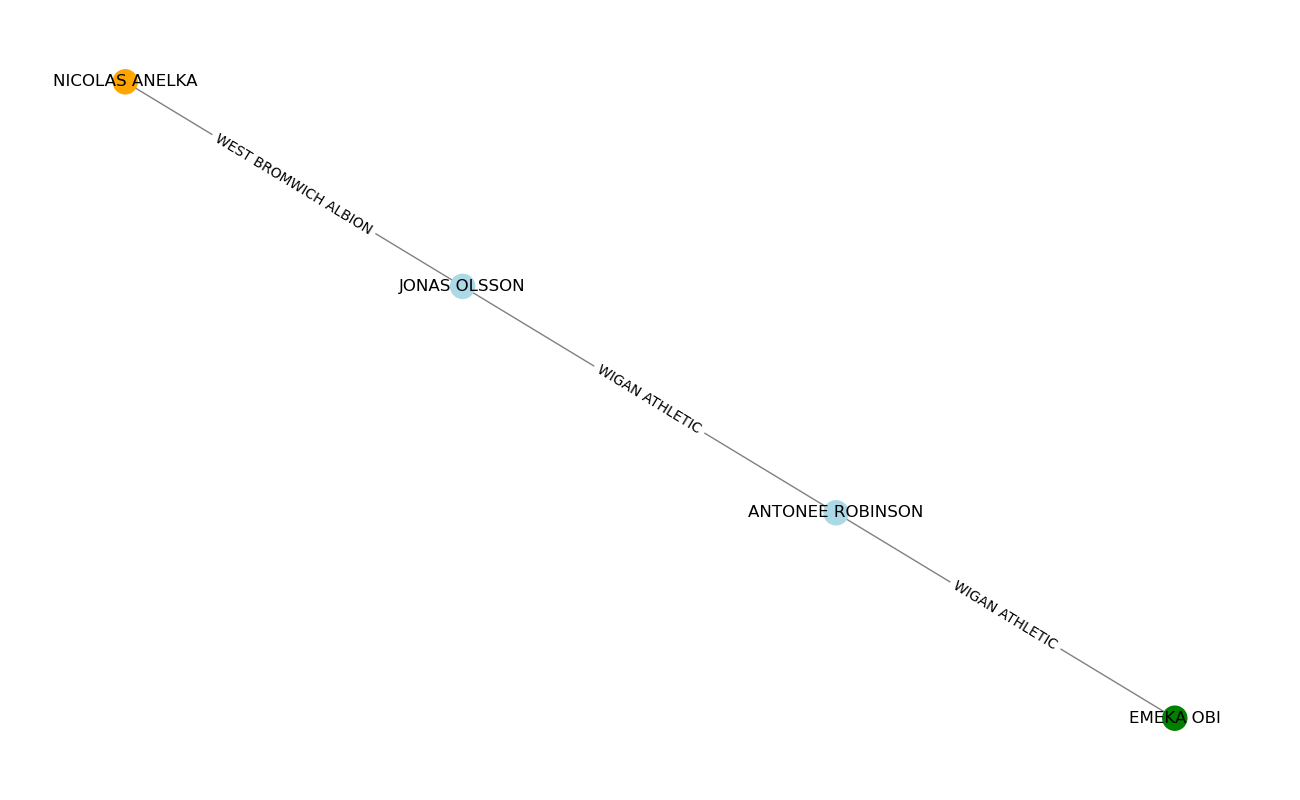 NICOLAS ANELKA
WEST BROMWICH ALBION
JONAS OLSSON
WIGAN ATHLETIC
ANTONEE ROBINSON
WIGAN ATHLETIC
EMEKA OBI